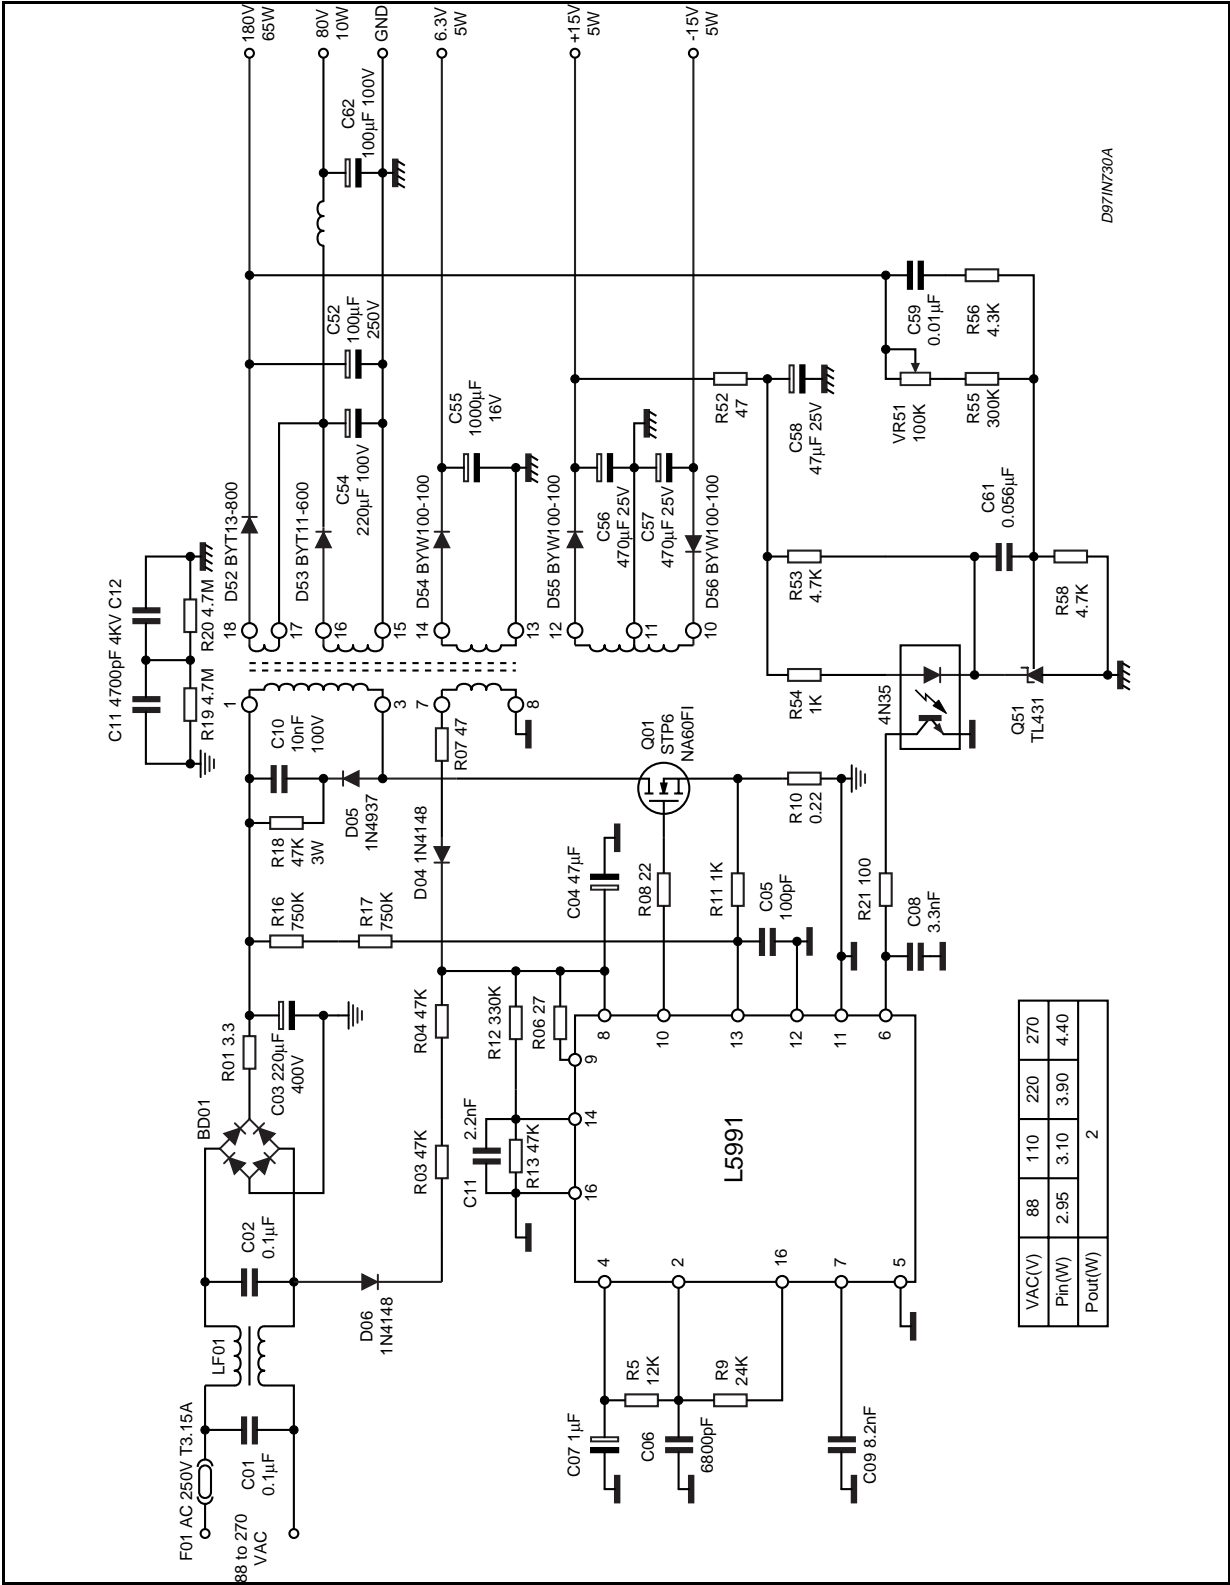 F01 AC 250V T3.15A
88 to 270
VAC
C01
0.1µF
LF01
C02
0.1µF
BD01
R01 3.3
C03 220µF
400V
D06
1N4148
R03 47K
R04 47K
R16
750K
R17
750K
R18
47K
3W
C10
10nF
100V
D05
1N4937
D04 1N4148
R07 47
C11 4700pF 4KV C12
R19 4.7M
R20 4.7M
1
3
7
8
18
17
16
15
14
13
12
11
10
D52 BYT13-800
D53 BYT11-600
C54
220µF 100V
C52
100µF
250V
C62
100µF 100V
180V
65W
80V
10W
GND
6.3V
5W
+15V
5W
-15V
5W
D54 BYW100-100
C55
1000µF
16V
D55 BYW100-100
C56
470µF 25V
C57
470µF 25V
D56 BYW100-100
R52
47
C58
47µF 25V
VR51
100K
R55
300K
C59
0.01µF
R56
4.3K
C61
0.056µF
R53
4.7K
R58
4.7K
R54
1K
4N35
Q51
TL431
Q01
STP6
NA60FI
R10
0.22
R08 22
R11 1K
C04 47µF
C05
100pF
R21 100
C08
3.3nF
R12 330K
R06 27
C11
2.2nF
R13 47K
L5991
9
14
16
8
10
13
12
11
6
4
2
16
7
5
C07 1µF
R5
12K
C06
6800pF
R9
24K
C09 8.2nF
VAC(V) 88 110 220 270
Pin(W) 2.95 3.10 3.90 4.40
Pout(W) 2
D97IN730A